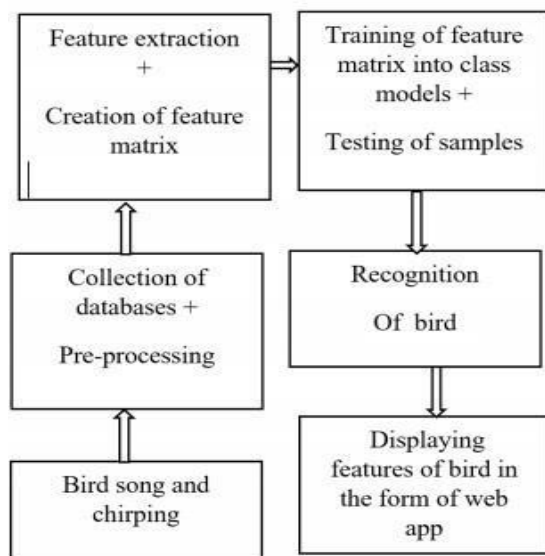 Feature extraction
+
Creation of feature
matrix
Training of feature
matrix into class
models +
Testing of samples
Collection of
databases +
Pre-processing
Recognition
Of bird
Bird song and
chirping
Displaying
features of bird in
the form of web
app